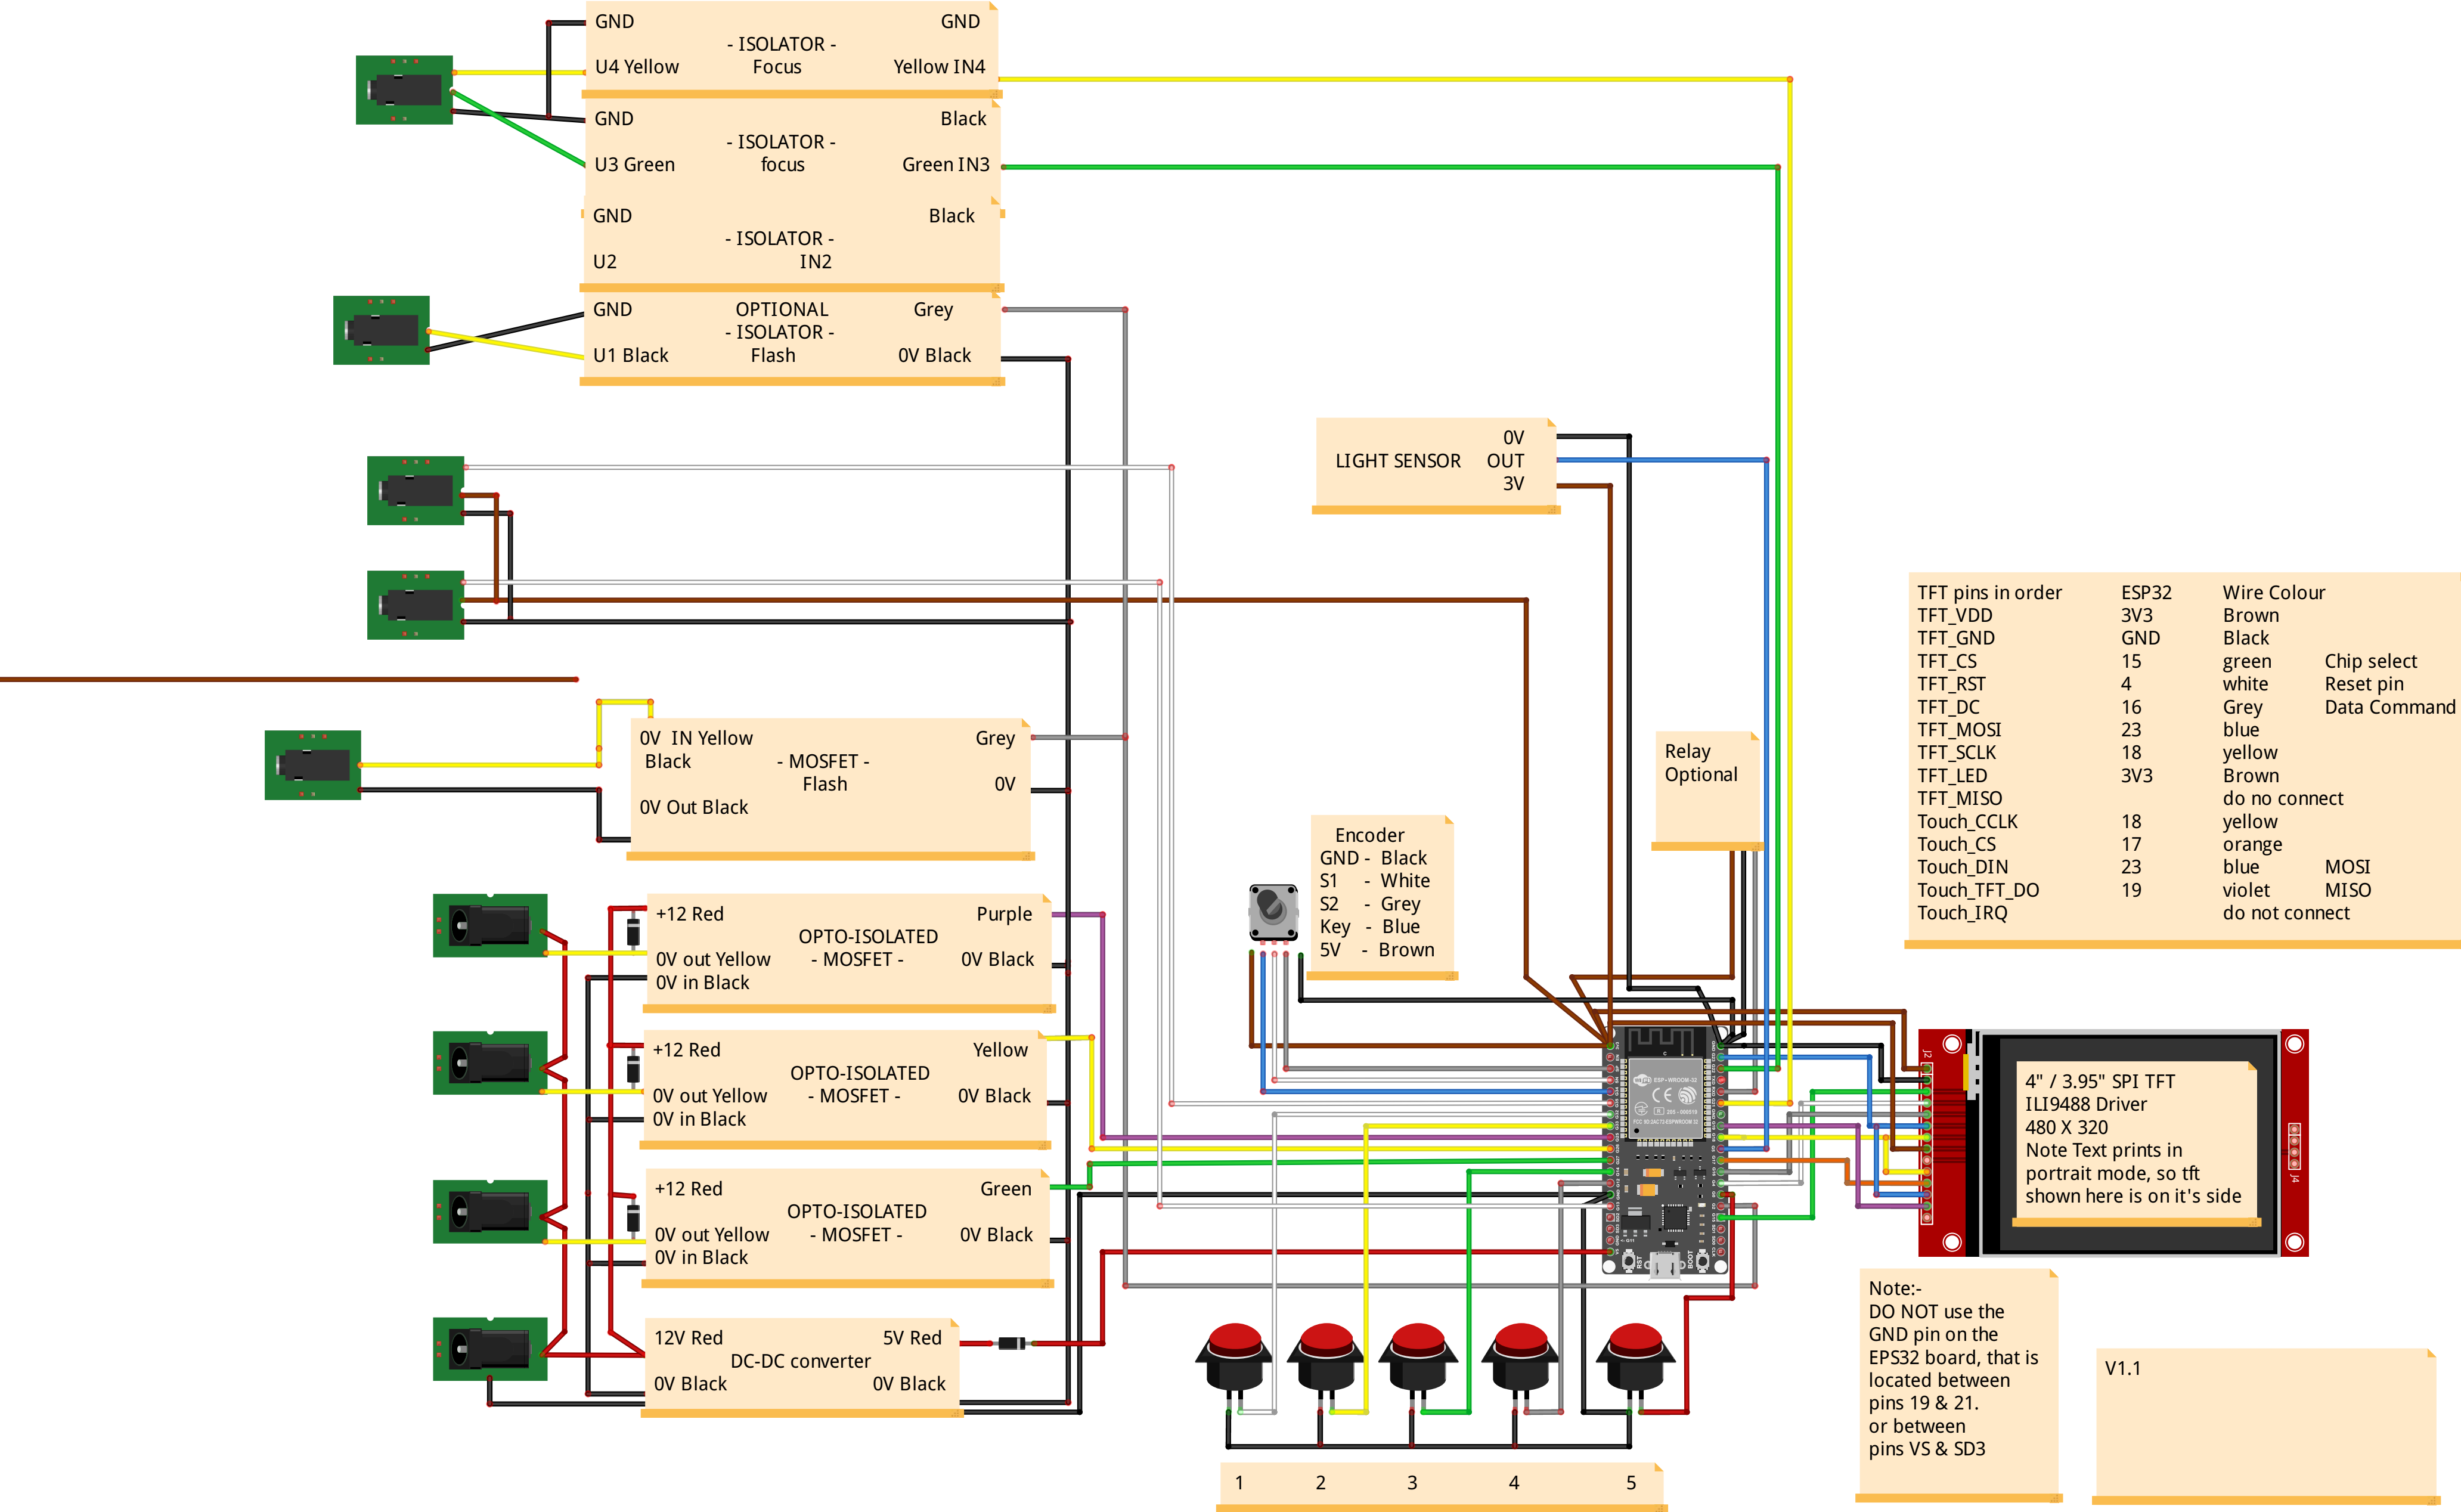 GND GND
- ISOLATOR -
U4 Yellow Focus Yellow IN4
GND Black
- ISOLATOR -
U3 Green focus Green IN3
GND Black
- ISOLATOR -
U2 IN2
GND OPTIONAL Grey
- ISOLATOR -
U1 Black Flash 0V Black
0V
LIGHT SENSOR OUT
3V
TFT pins in order ESP32 Wire Colour
TFT_VDD 3V3 Brown
TFT_GND GND Black
TFT_CS 15 green Chip select
TFT_RST 4 white Reset pin
TFT_DC 16 Grey Data Command
TFT_MOSI 23 blue
TFT_SCLK 18 yellow
TFT_LED 3V3 Brown
TFT_MISO do no connect
Touch_CCLK 18 yellow
Touch_CS 17 orange
Touch_DIN 23 blue MOSI
Touch_TFT_DO 19 violet MISO
Touch_IRQ do not connect
0V IN Yellow Grey
Black - MOSFET -
Flash 0V
0V Out Black
Relay
Optional
Encoder
GND - Black
S1 - White
S2 - Grey
Key - Blue
5V - Brown
+12 Red Purple
OPTO-ISOLATED
0V out Yellow - MOSFET - 0V Black
0V in Black
+12 Red Yellow
OPTO-ISOLATED
0V out Yellow - MOSFET - 0V Black
0V in Black
+12 Red Green
OPTO-ISOLATED
0V out Yellow - MOSFET - 0V Black
0V in Black
12V Red 5V Red
DC-DC converter
0V Black 0V Black
ESP-WROOM-32
CE
205-000519
RST
BOOT
J2
J4
4" / 3.95" SPI TFT
ILI9488 Driver
480 X 320
Note Text prints in
portrait mode, so tft
shown here is on it's side
Note:-
DO NOT use the
GND pin on the
EPS32 board, that is
located between
pins 19 & 21.
or between
pins VS & SD3
V1.1
1 2 3 4 5